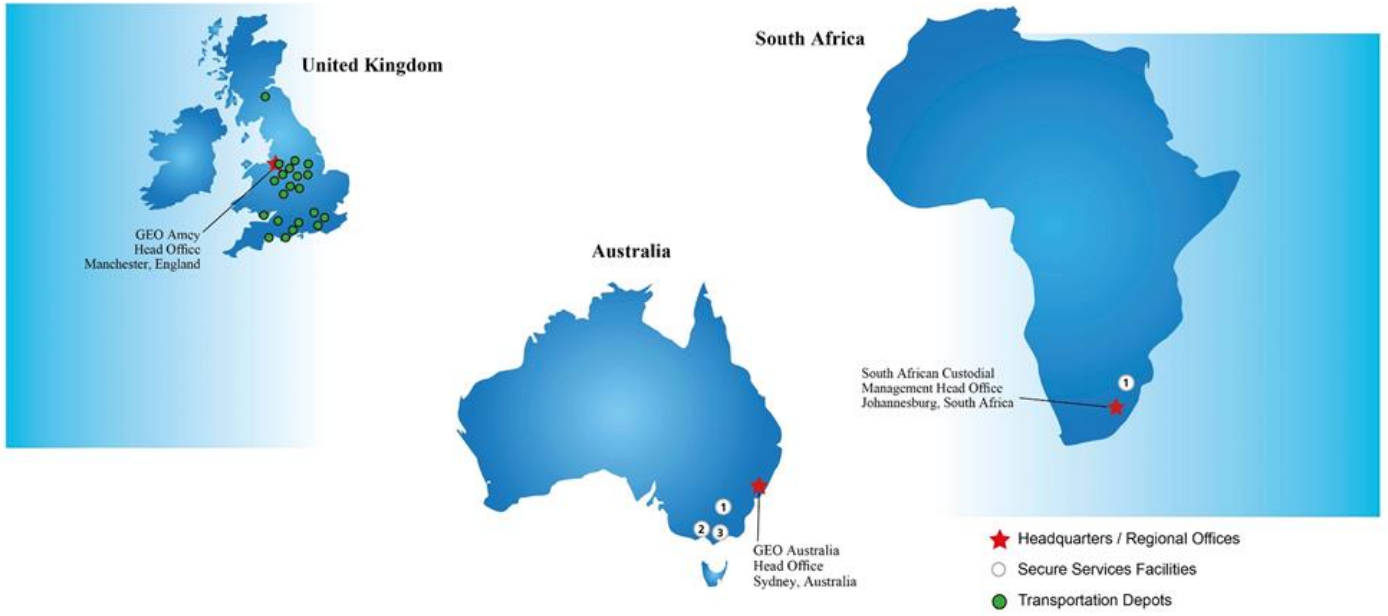 United Kingdom
GEO Amey
Head Office
Manchester, England
Australia
1
2
3
GEO Australia
Head Office
Sydney, Australia
South Africa
1
South African Custodial
Management Head Office
Johannesburg, South Africa
Headquarters / Regional Offices
Secure Services Facilities
Transportation Depots